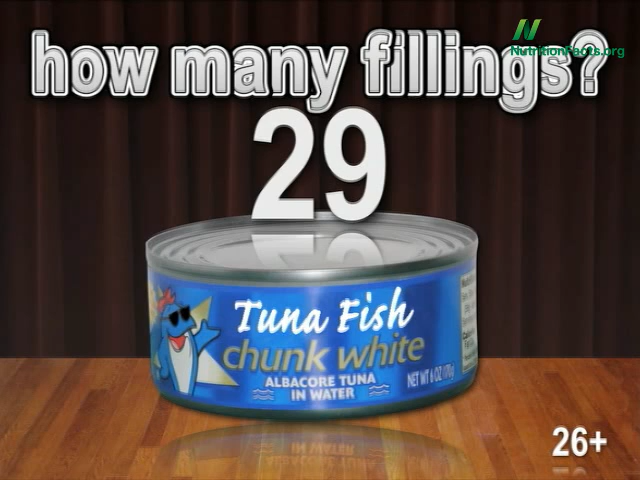 NutritionFacts.org
how many fillings?
29
Tuna Fish
chunk white
ALBACORE TUNA
IN WATER
NET WT 6 OZ (170g)
26+